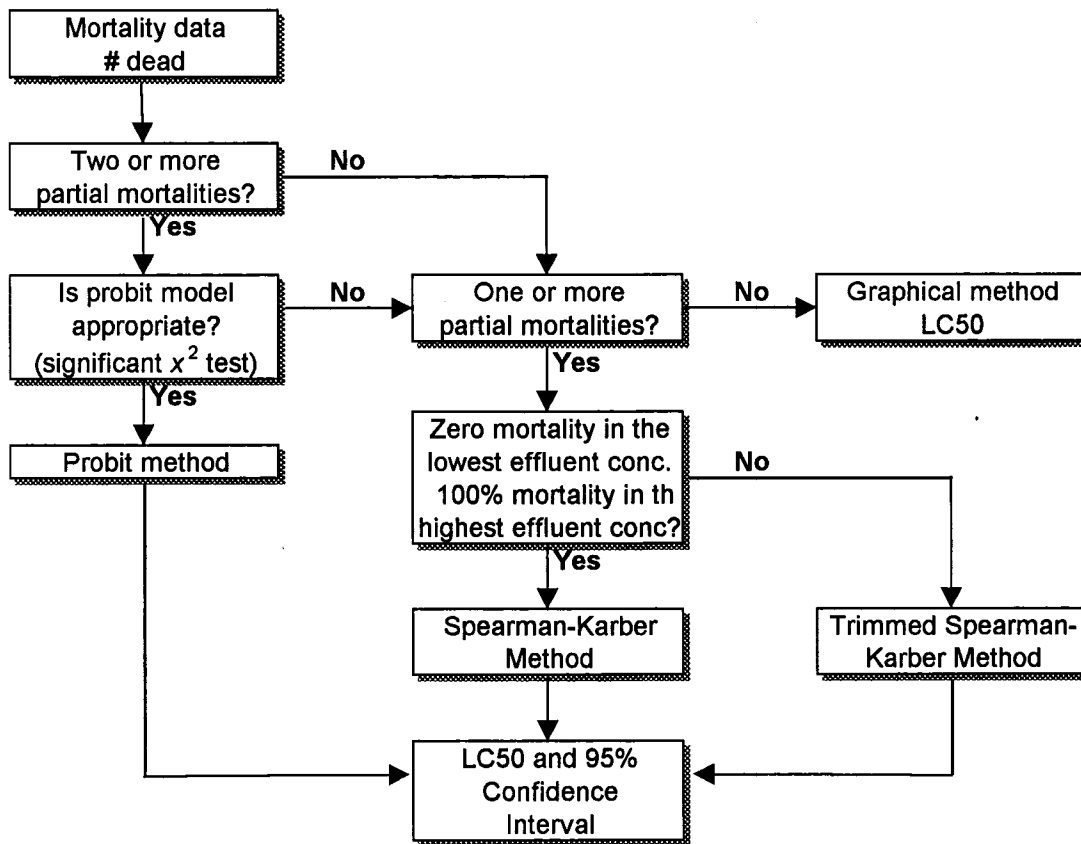 Mortality data
# dead
Two or more
partial mortalities?
No
Yes
Is probit model
appropriate?
(significant x² test)
No
One or more
partial mortalities?
No
Graphical method
LC50
Yes
Yes
Probit method
Zero mortality in the
lowest effluent conc.
100% mortality in th
highest effluent conc?
No
Yes
Spearman-Karber
Method
Trimmed Spearman-
Karber Method
LC50 and 95%
Confidence
Interval